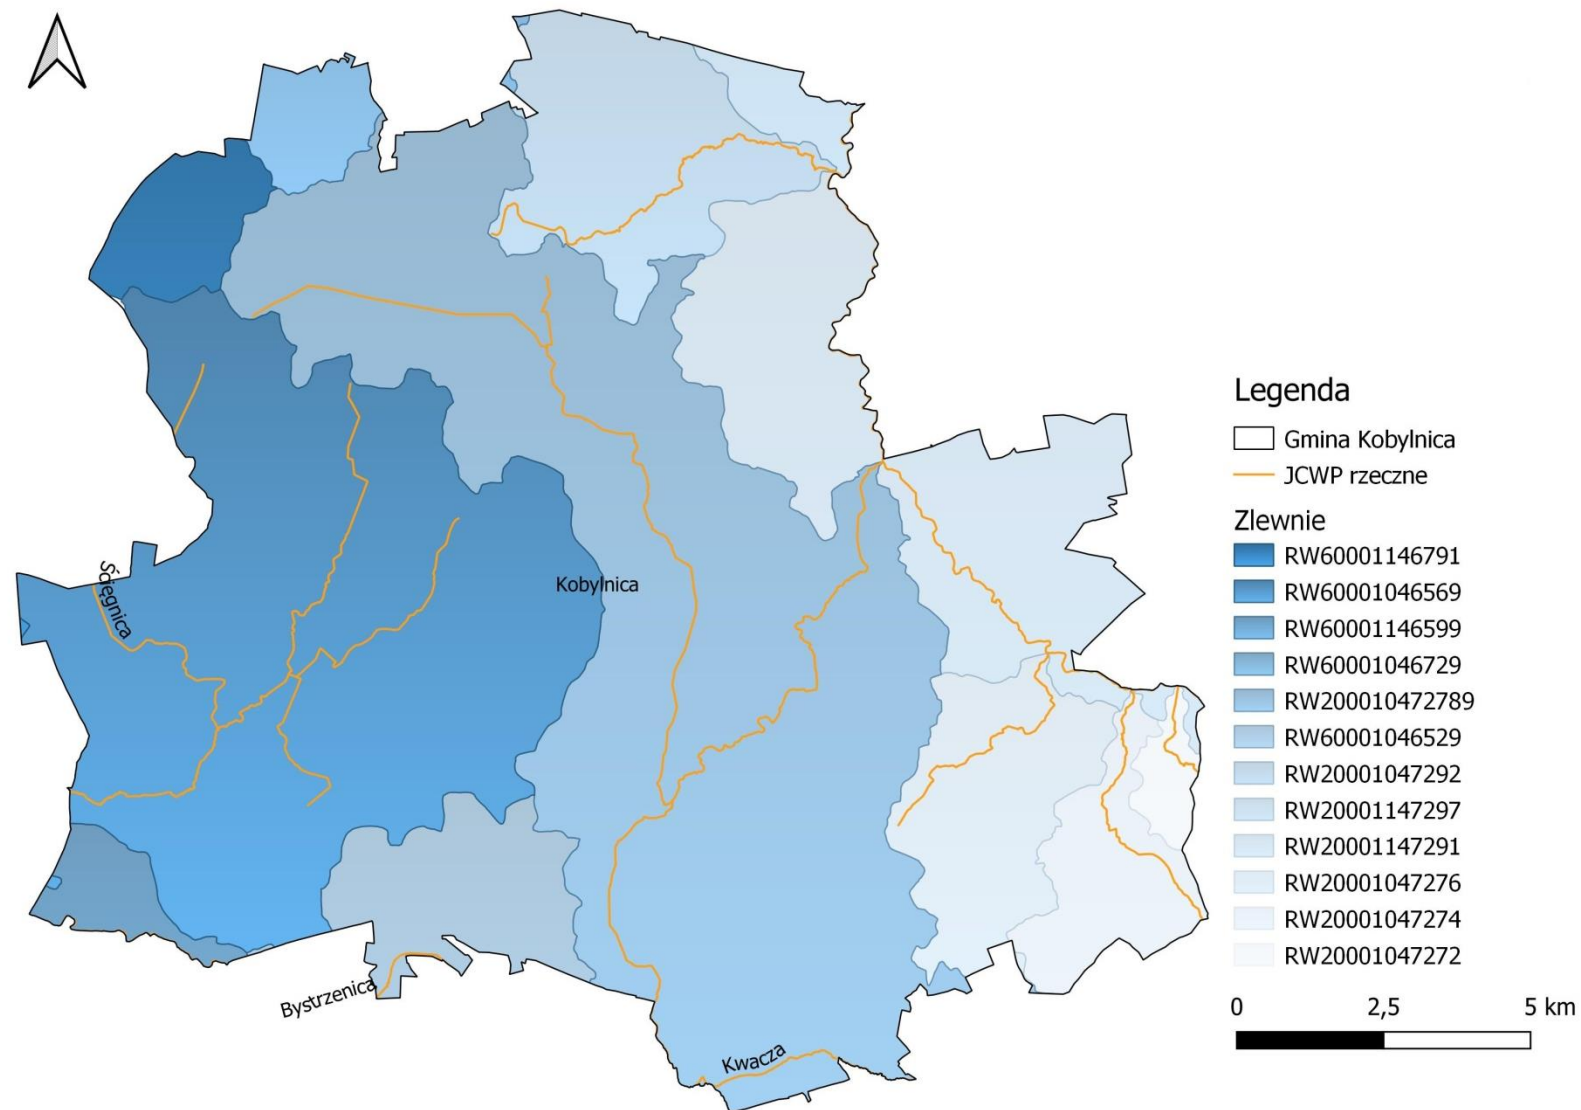 Ścięgnica
Kobylnica
Bystrzenica
Kwacza
Legenda
Gmina Kobylnica
JCWP rzeczne
Zlewnie
RW60001146791
RW60001046569
RW60001146599
RW60001046729
RW200010472789
RW60001046529
RW20001047292
RW20001147297
RW20001147291
RW20001047276
RW20001047274
RW20001047272
0 2,5 5 km